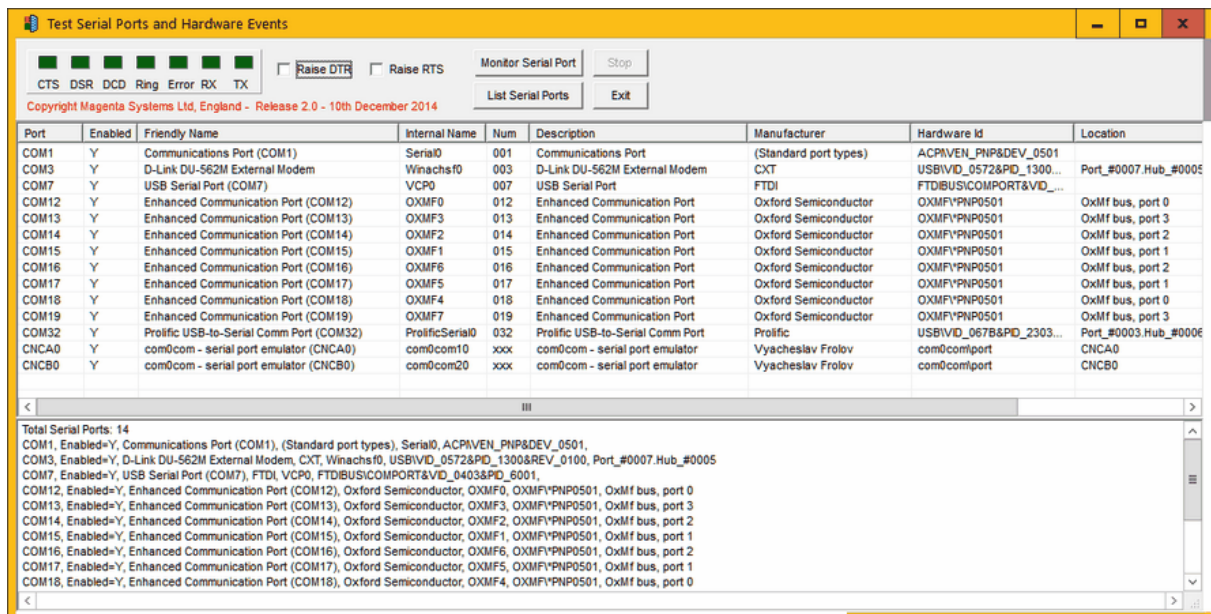 Test Serial Ports and Hardware Events
CTS DSR DCD Ring Error RX TX
Raise DTR Raise RTS Monitor Serial Port Stop
List Serial Ports Exit
Copyright Magenta Systems Ltd, England - Release 2.0 - 10th December 2014
Port Enabled Friendly Name Internal Name Num Description Manufacturer Hardware Id Location
COM1 Y Communications Port (COM1) Serial0 001 Communications Port (Standard port types) ACPI\VEN_PNP&DEV_0501
COM3 Y D-Link DU-562M External Modem Winachsf0 003 D-Link DU-562M External Modem CXT USB\VID_0572&PID_1300... Port_#0007.Hub_#0005
COM7 Y USB Serial Port (COM7) VCP0 007 USB Serial Port FTDI FTDIBUS\COMPORT&VID_...
COM12 Y Enhanced Communication Port (COM12) OXMF0 012 Enhanced Communication Port Oxford Semiconductor OXMF\*PNP0501 OxMf bus, port 0
COM13 Y Enhanced Communication Port (COM13) OXMF3 013 Enhanced Communication Port Oxford Semiconductor OXMF\*PNP0501 OxMf bus, port 3
COM14 Y Enhanced Communication Port (COM14) OXMF2 014 Enhanced Communication Port Oxford Semiconductor OXMF\*PNP0501 OxMf bus, port 2
COM15 Y Enhanced Communication Port (COM15) OXMF1 015 Enhanced Communication Port Oxford Semiconductor OXMF\*PNP0501 OxMf bus, port 1
COM16 Y Enhanced Communication Port (COM16) OXMF6 016 Enhanced Communication Port Oxford Semiconductor OXMF\*PNP0501 OxMf bus, port 2
COM17 Y Enhanced Communication Port (COM17) OXMF5 017 Enhanced Communication Port Oxford Semiconductor OXMF\*PNP0501 OxMf bus, port 1
COM18 Y Enhanced Communication Port (COM18) OXMF4 018 Enhanced Communication Port Oxford Semiconductor OXMF\*PNP0501 OxMf bus, port 0
COM19 Y Enhanced Communication Port (COM19) OXMF7 019 Enhanced Communication Port Oxford Semiconductor OXMF\*PNP0501 OxMf bus, port 3
COM32 Y Prolific USB-to-Serial Comm Port (COM32) ProlificSerial0 032 Prolific USB-to-Serial Comm Port Prolific USB\VID_067B&PID_2303... Port_#0003.Hub_#0006
CNCA0 Y com0com - serial port emulator (CNCA0) com0com10 xxx com0com - serial port emulator Vyacheslav Frolov com0com\port CNCA0
CNCB0 Y com0com - serial port emulator (CNCB0) com0com20 xxx com0com - serial port emulator Vyacheslav Frolov com0com\port CNCB0
Total Serial Ports: 14
COM1, Enabled=Y, Communications Port (COM1), (Standard port types), Serial0, ACPI\VEN_PNP&DEV_0501,
COM3, Enabled=Y, D-Link DU-562M External Modem, CXT, Winachsf0, USB\VID_0572&PID_1300&REV_0100, Port_#0007.Hub_#0005
COM7, Enabled=Y, USB Serial Port (COM7), FTDI, VCP0, FTDIBUS\COMPORT&VID_0403&PID_6001,
COM12, Enabled=Y, Enhanced Communication Port (COM12), Oxford Semiconductor, OXMF0, OXMF\*PNP0501, OxMf bus, port 0
COM13, Enabled=Y, Enhanced Communication Port (COM13), Oxford Semiconductor, OXMF3, OXMF\*PNP0501, OxMf bus, port 3
COM14, Enabled=Y, Enhanced Communication Port (COM14), Oxford Semiconductor, OXMF2, OXMF\*PNP0501, OxMf bus, port 2
COM15, Enabled=Y, Enhanced Communication Port (COM15), Oxford Semiconductor, OXMF1, OXMF\*PNP0501, OxMf bus, port 1
COM16, Enabled=Y, Enhanced Communication Port (COM16), Oxford Semiconductor, OXMF6, OXMF\*PNP0501, OxMf bus, port 2
COM17, Enabled=Y, Enhanced Communication Port (COM17), Oxford Semiconductor, OXMF5, OXMF\*PNP0501, OxMf bus, port 1
COM18, Enabled=Y, Enhanced Communication Port (COM18), Oxford Semiconductor, OXMF4, OXMF\*PNP0501, OxMf bus, port 0